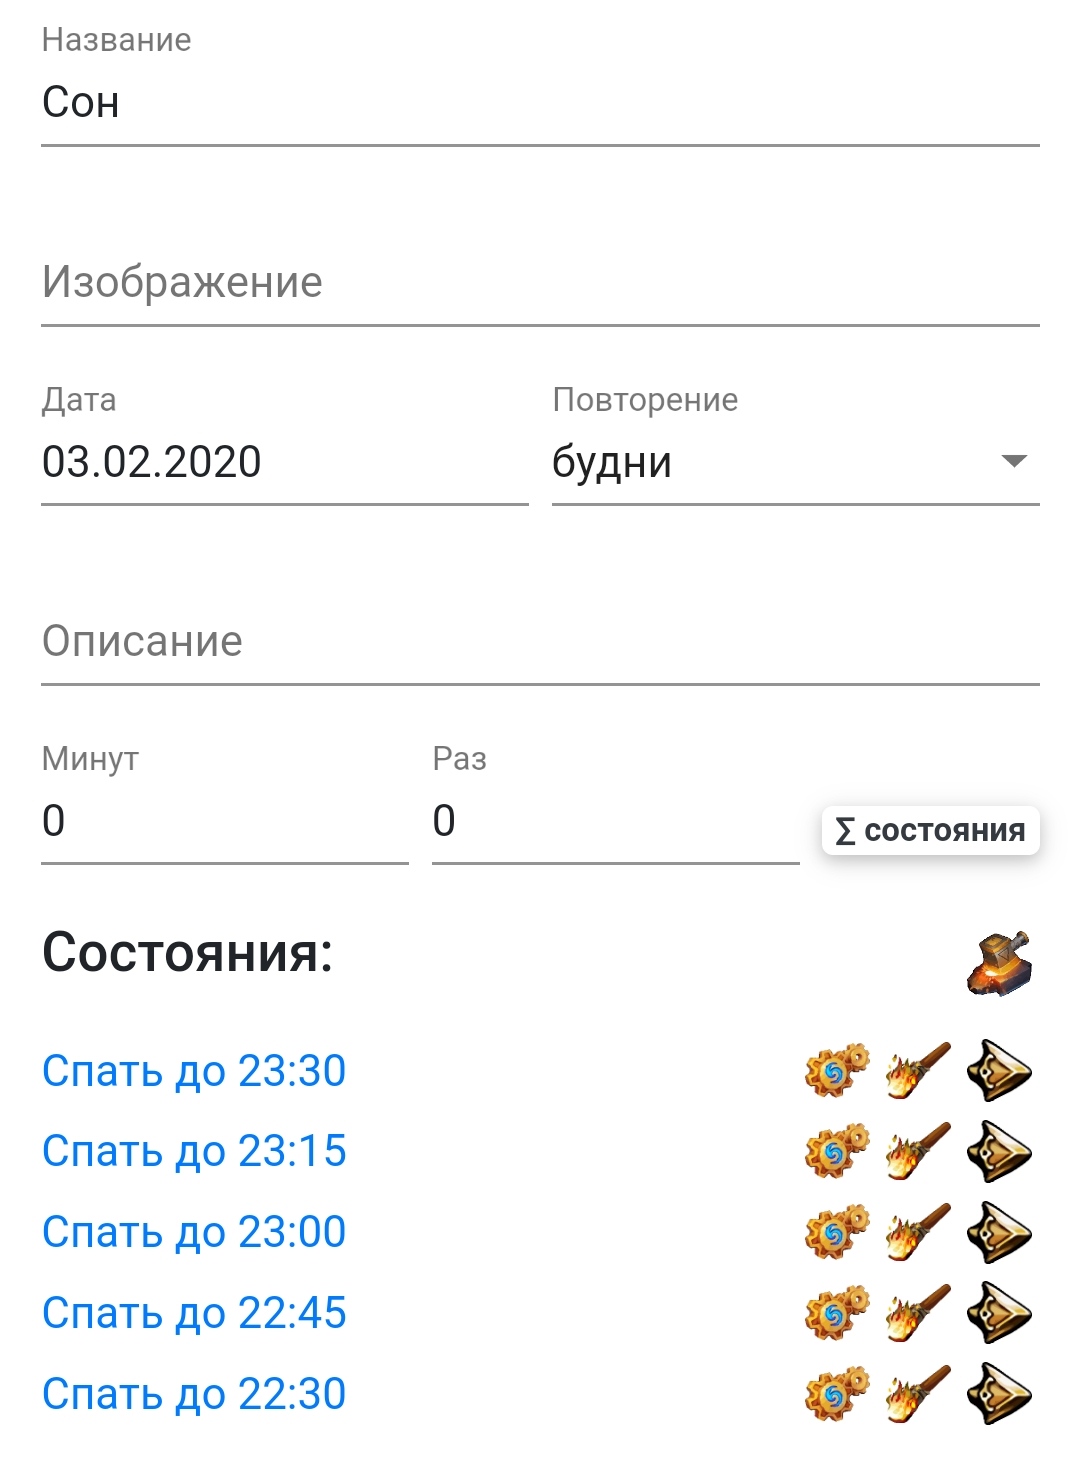 Название
Сон
Изображение
Дата Повторение
03.02.2020 будни
Описание
Минут Раз
0 0
∑ состояния
Состояния:
Спать до 23:30
Спать до 23:15
Спать до 23:00
Спать до 22:45
Спать до 22:30